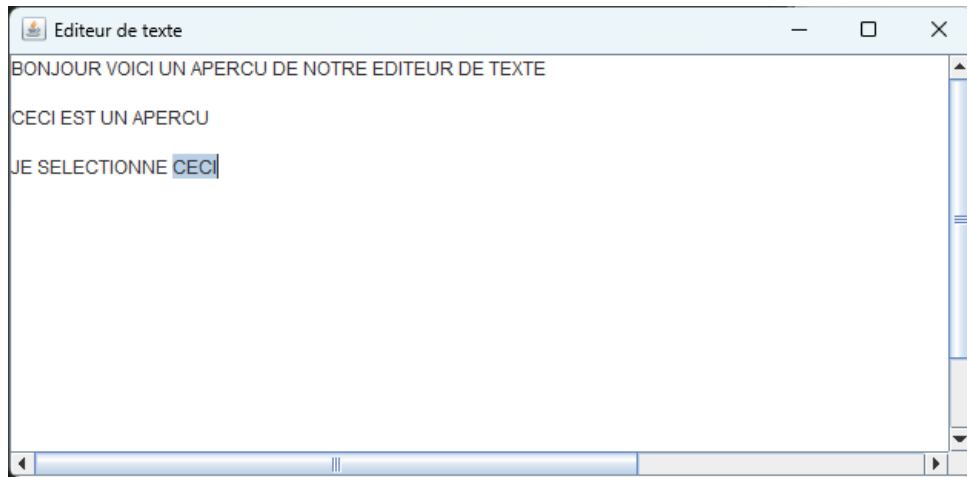 Editeur de texte
BONJOUR VOICI UN APERCU DE NOTRE EDITEUR DE TEXTE
CECI EST UN APERCU
JE SELECTIONNE CECI